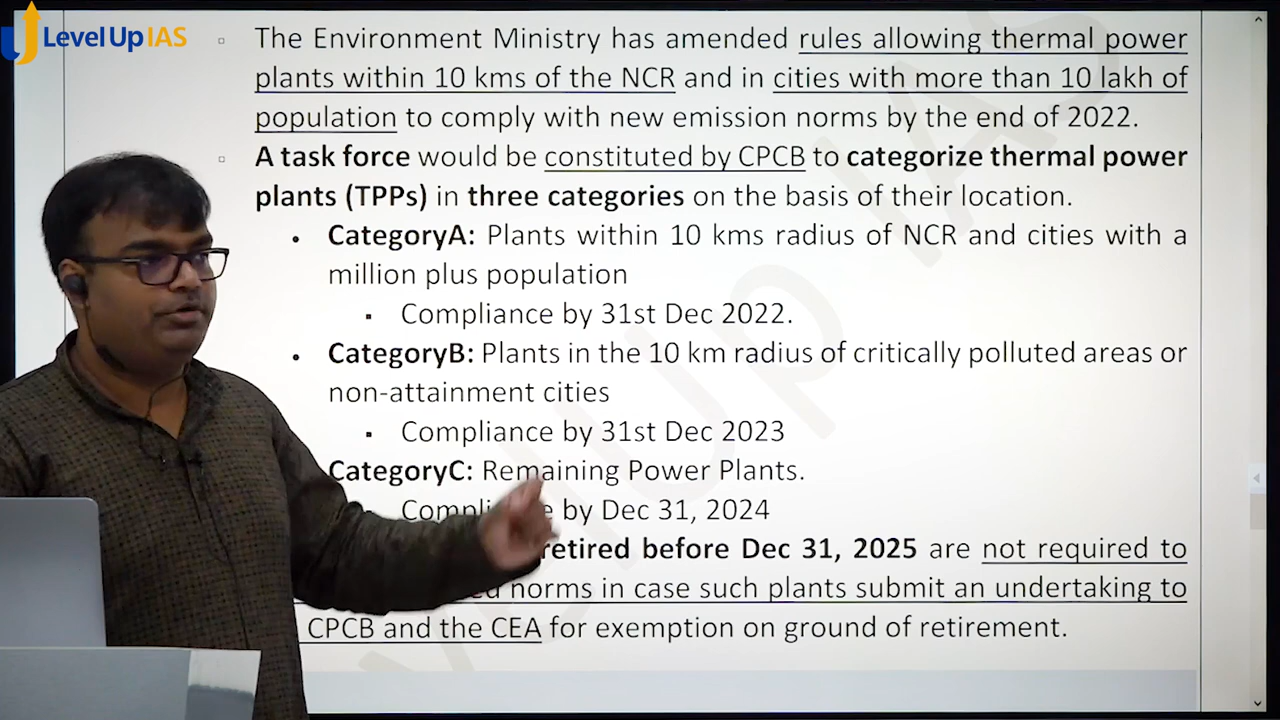 Level Up IAS
The Environment Ministry has amended rules allowing thermal power
plants within 10 kms of the NCR and in cities with more than 10 lakh of
population to comply with new emission norms by the end of 2022.
A task force would be constituted by CPCB to categorize thermal power
plants (TPPs) in three categories on the basis of their location.
CategoryA: Plants within 10 kms radius of NCR and cities with a
million plus population
Compliance by 31st Dec 2022.
CategoryB: Plants in the 10 km radius of critically polluted areas or
non-attainment cities
Compliance by 31st Dec 2023
CategoryC: Remaining Power Plants.
by Dec 31, 2024
retired before Dec 31, 2025 are not required to
norms in case such plants submit an undertaking to
CPCB and the CEA for exemption on ground of retirement.